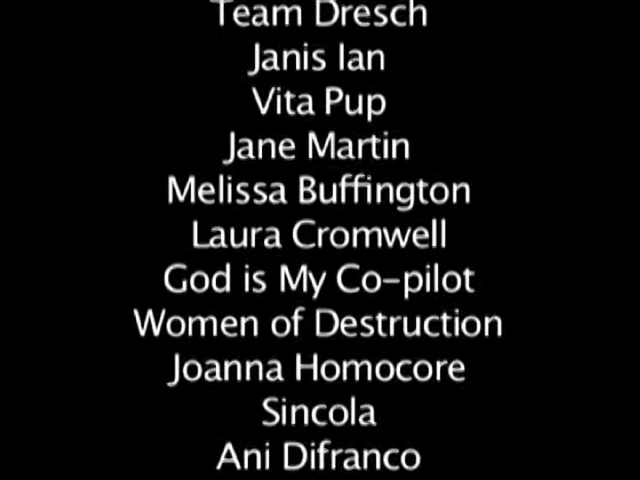 Team Dresch
Janis Ian
Vita Pup
Jane Martin
Melissa Buffington
Laura Cromwell
God is My Co-pilot
Women of Destruction
Joanna Homocore
Sincola
Ani Difranco